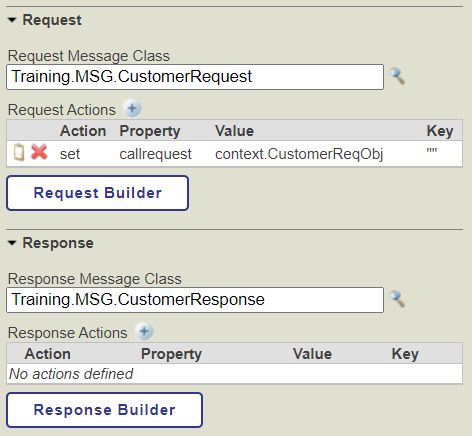 Request
Request Message Class
Training.MSG.CustomerRequest
Request Actions
Action Property Value Key
set callrequest context.CustomerReqObj ""
Request Builder
Response
Response Message Class
Training.MSG.CustomerResponse
Response Actions
Action Property Value Key
No actions defined
Response Builder